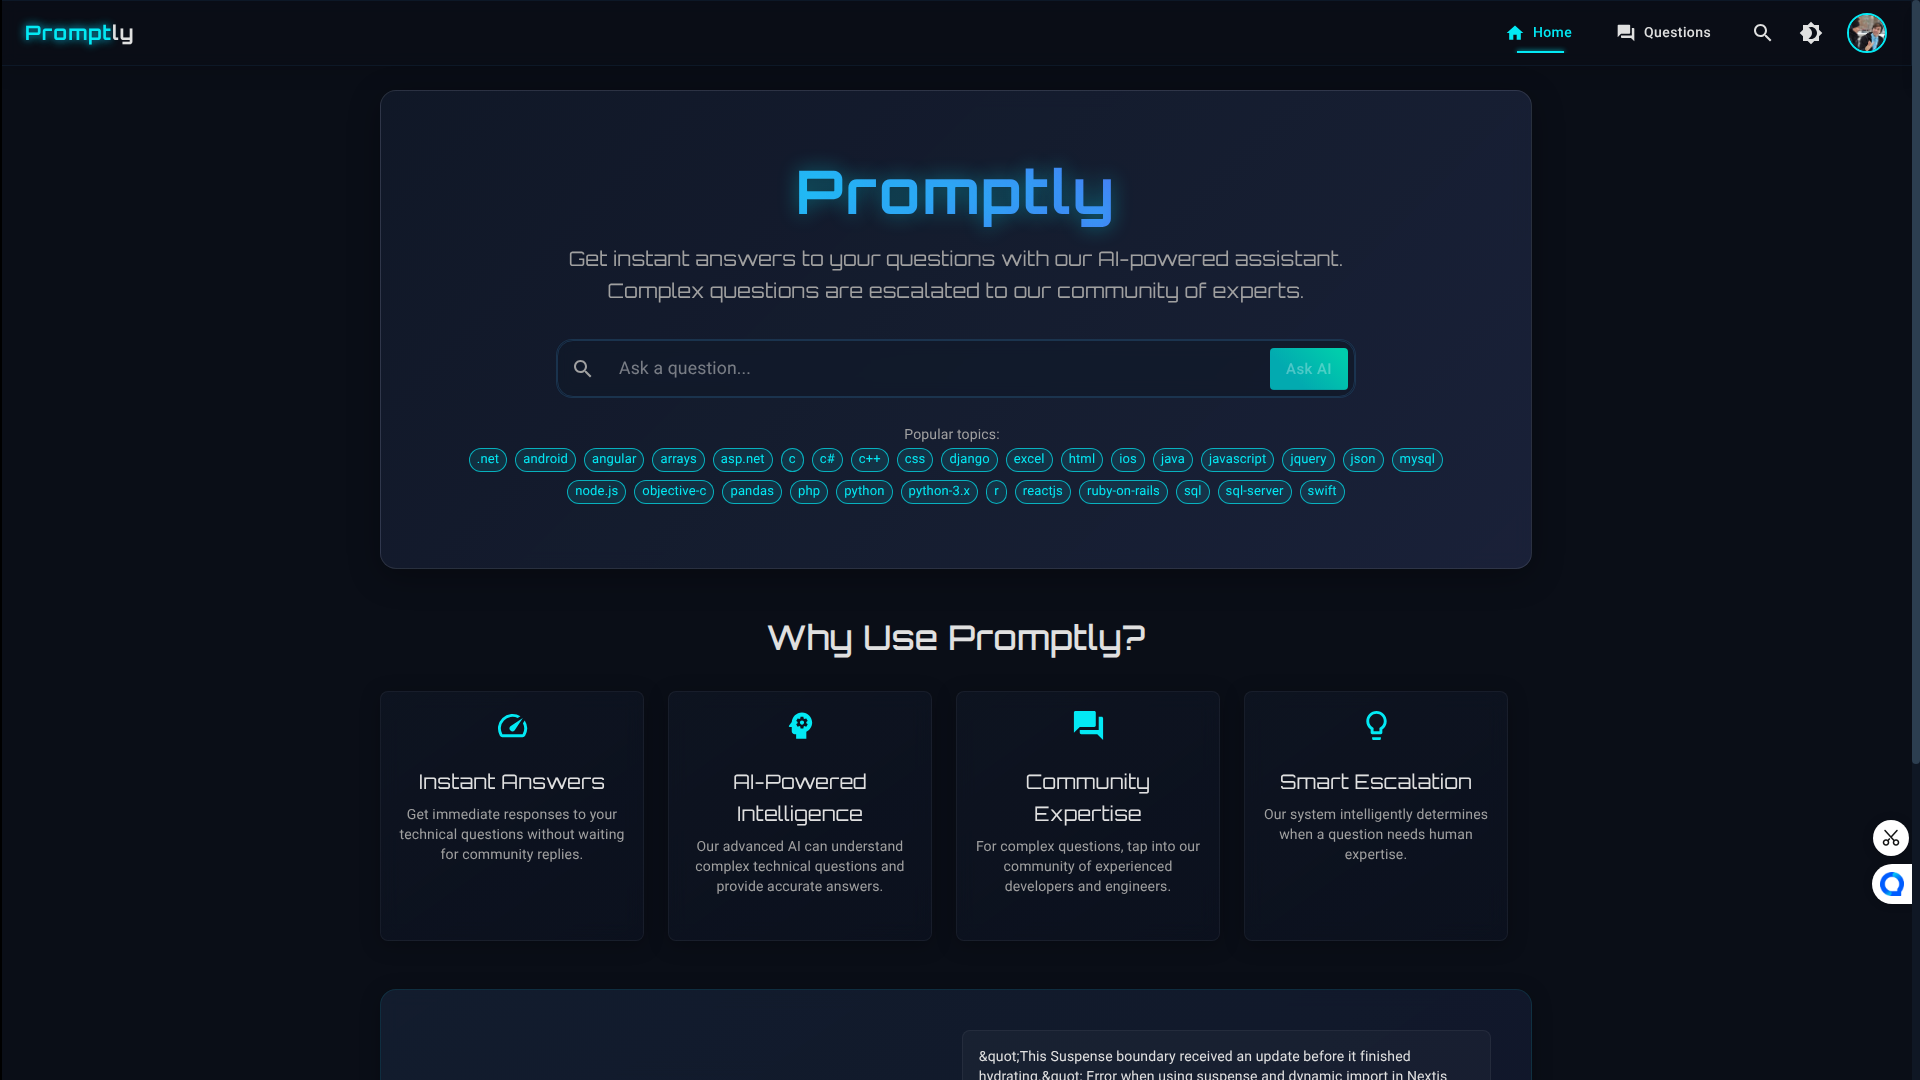 Promptly
Home
Questions
Promptly
Get instant answers to your questions with our AI-powered assistant.
Complex questions are escalated to our community of experts.
Ask a question...
Ask AI
Popular topics:
.net android angular arrays asp.net c c# c++ css django excel html ios java javascript jquery json mysql
node.js objective-c pandas php python python-3.x r reactjs ruby-on-rails sql sql-server swift
Why Use Promptly?
Instant Answers
Get immediate responses to your
technical questions without waiting
for community replies.
AI-Powered
Intelligence
Our advanced AI can understand
complex technical questions and
provide accurate answers.
Community
Expertise
For complex questions, tap into our
community of experienced
developers and engineers.
Smart Escalation
Our system intelligently determines
when a question needs human
expertise.
&quot;This Suspense boundary received an update before it finished
hydrating.&quot; Error when using suspense and dynamic import in Nextjs